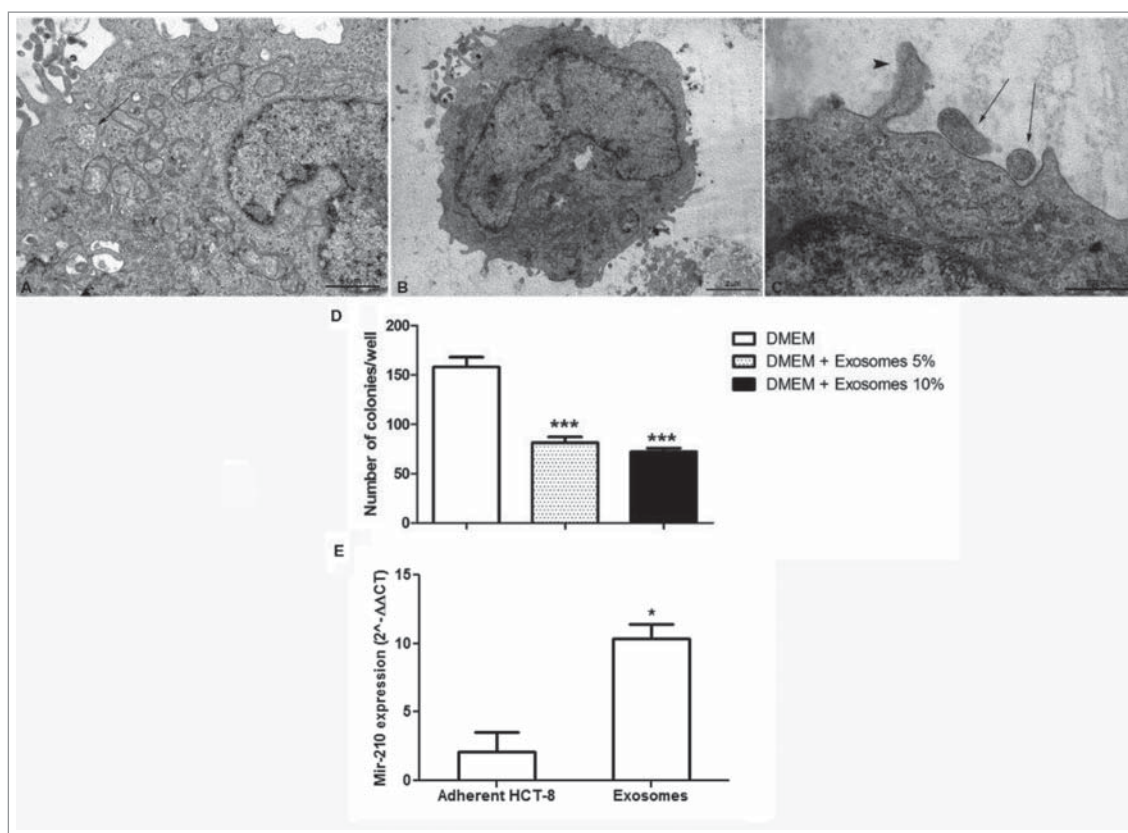 A
B
2µm
C
D
Number of colonies/well
200
150
100
50
0
***
***
DMEM
DMEM + Exosomes 5%
DMEM + Exosomes 10%
E
Mir-210 expression (2^-ΔΔCT)
15
10
5
0
*
Adherent HCT-8
Exosomes